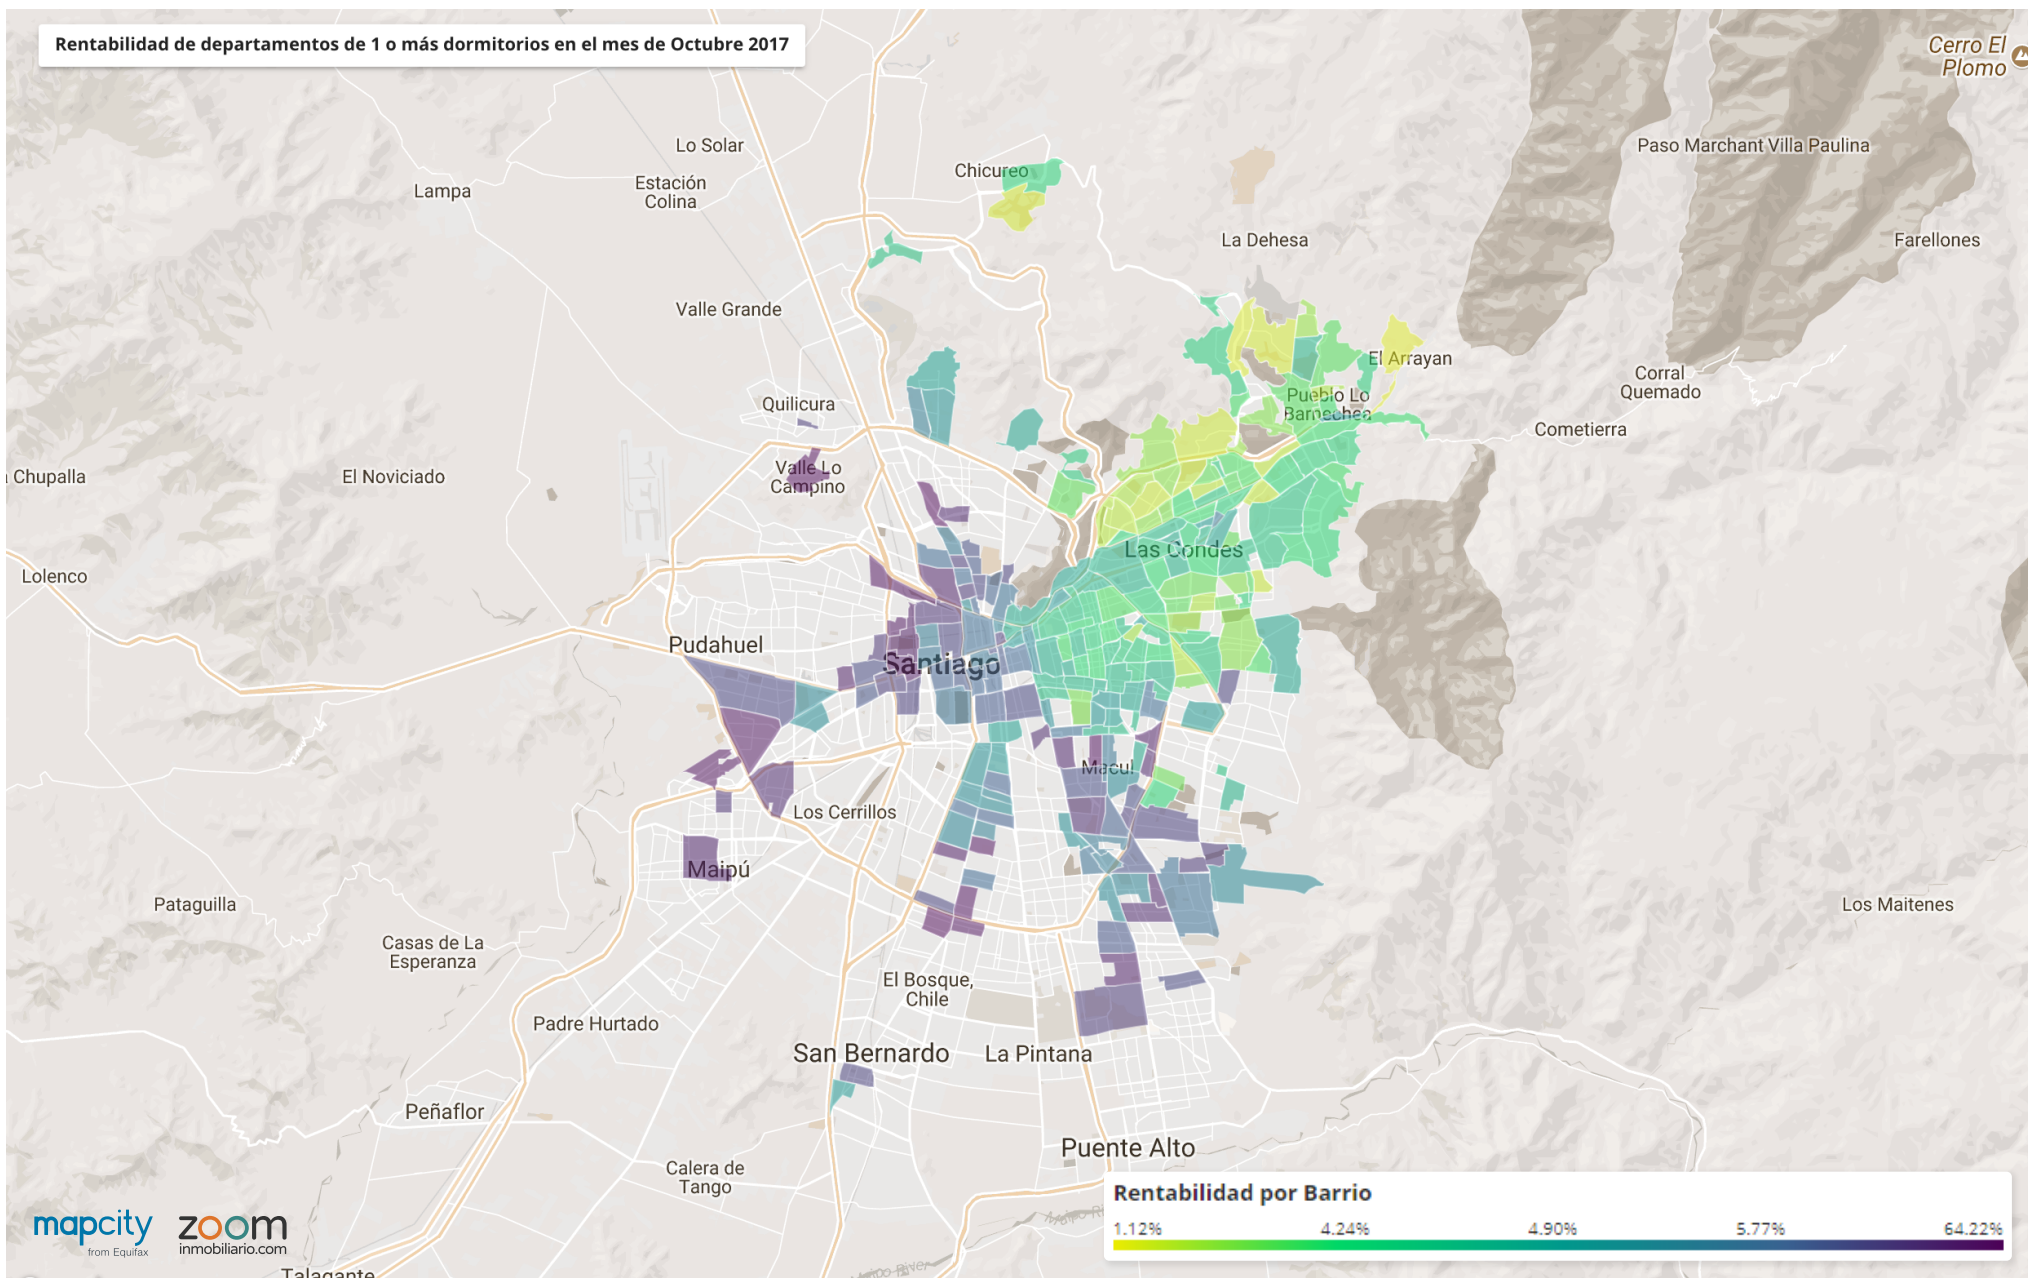 Rentabilidad de departamentos de 1 o más dormitorios en el mes de Octubre 2017
Cerro El
Plomo
Lo Solar
Paso Marchant Villa Paulina
Chicureo
Estación
Colina
Lampa
La Dehesa
Farellones
Valle Grande
El Arrayan
Corral
Quemado
Pueblo Lo
Barnechea
Quilicura
Cometierra
Valle Lo
Campino
a Chupalla
El Noviciado
Las Condes
Lolenco
Pudahuel
Santiago
Macul
Los Cerrillos
Maipú
Pataguilla
Los Maitenes
Casas de La
Esperanza
El Bosque,
Chile
Padre Hurtado
San Bernardo
La Pintana
Peñaflor
Puente Alto
Calera de
Tango
Rentabilidad por Barrio
1.12%
4.24%
4.90%
5.77%
64.22%
mapcity
from Equifax
zoom
inmobiliario.com
Maipo River
Talagante